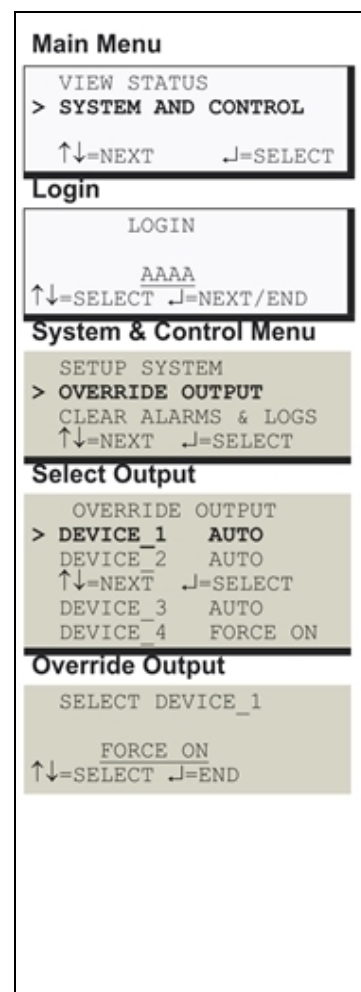 Main Menu
VIEW STATUS
> SYSTEM AND CONTROL
↑↓=NEXT ↵=SELECT
Login
LOGIN
AAAA
↑↓=SELECT ↵=NEXT/END
System & Control Menu
SETUP SYSTEM
> OVERRIDE OUTPUT
CLEAR ALARMS & LOGS
↑↓=NEXT ↵=SELECT
Select Output
OVERRIDE OUTPUT
> DEVICE_1 AUTO
DEVICE_2 AUTO
↑↓=NEXT ↵=SELECT
DEVICE_3 AUTO
DEVICE_4 FORCE ON
Override Output
SELECT DEVICE_1
FORCE ON
↑↓=SELECT ↵=END